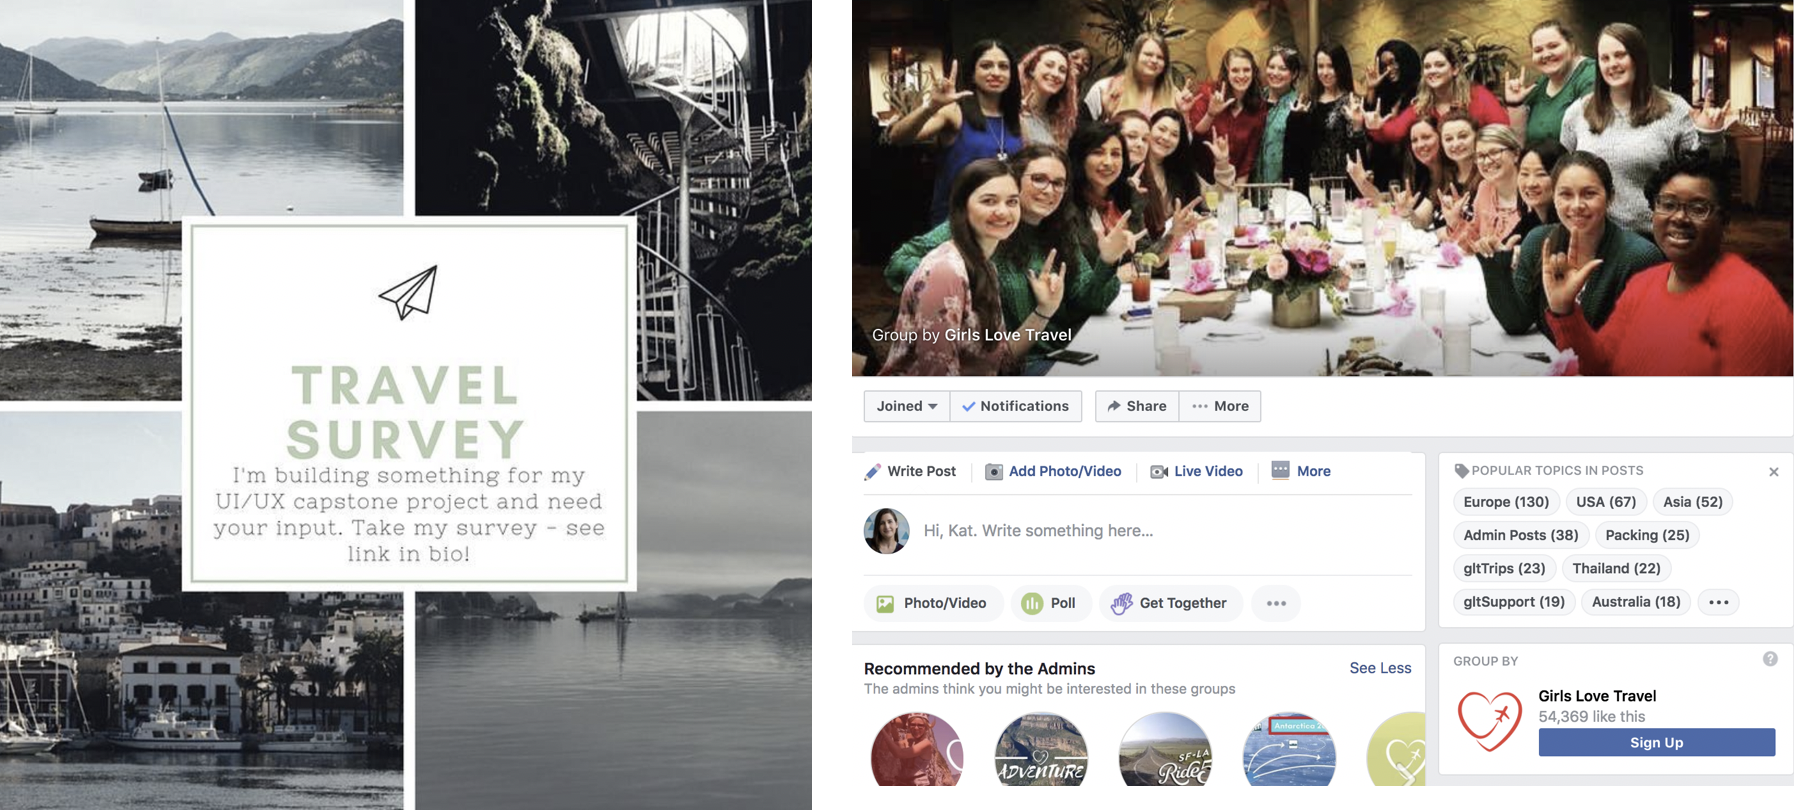 TRAVEL
SURVEY
I'm building something for my
UI/UX capstone project and need
your input. Take my survey - see
link in bio!
Group by Girls Love Travel
Joined
Notifications
Share
More
Write Post
Add Photo/Video
Live Video
More
Hi, Kat. Write something here...
Photo/Video
Poll
Get Together
Recommended by the Admins
See Less
The admins think you might be interested in these groups
ADVENTURE
SF-LA
Ride
Antarctica
POPULAR TOPICS IN POSTS
Europe (130)
USA (67)
Asia (52)
Admin Posts (38)
Packing (25)
gltTrips (23)
Thailand (22)
gltSupport (19)
Australia (18)
GROUP BY
Girls Love Travel
54,369 like this
Sign Up